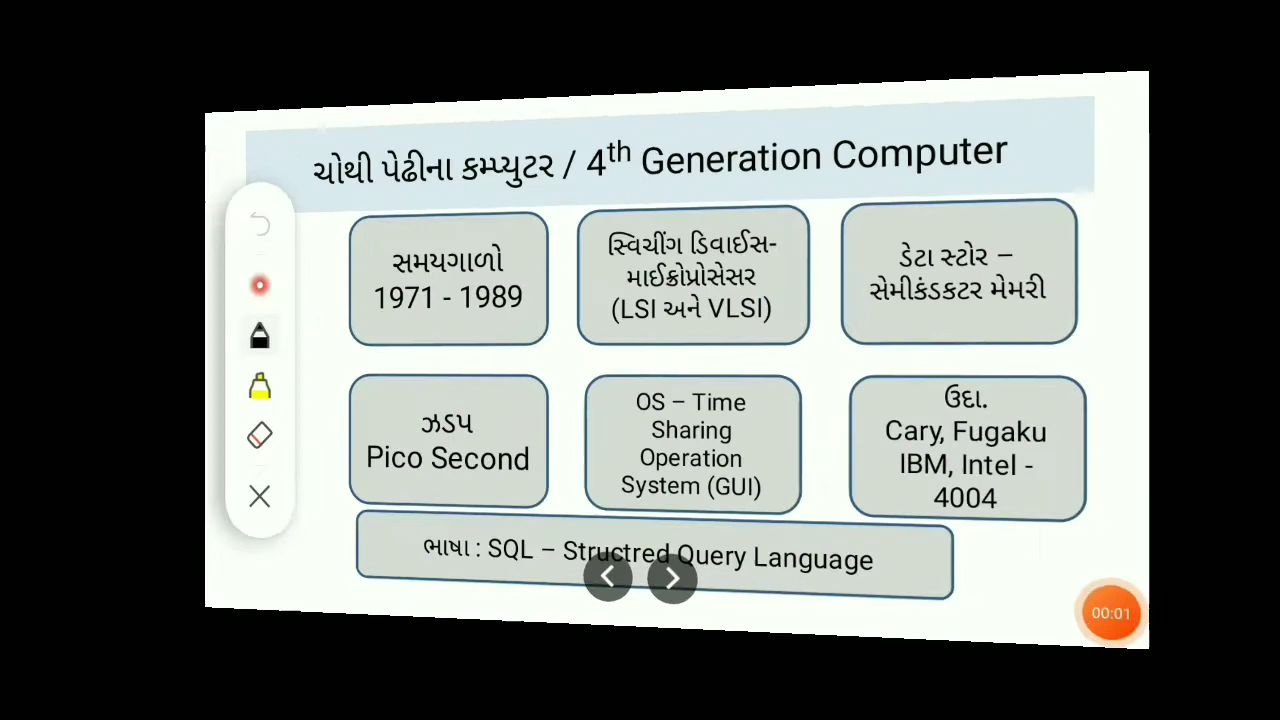 ચોથી પેઢીના કમ્પ્યુટર / 4th Generation Computer
સમયગાળો
1971 - 1989
સ્વિચીંગ ડિવાઈસ-
માઈક્રોપ્રોસેસર
(LSI અને VLSI)
ડેટા સ્ટોર –
સેમીકંડકટર મેમરી
ઝડપ
Pico Second
OS – Time
Sharing
Operation
System (GUI)
ઉદા.
Cary, Fugaku
IBM, Intel -
4004
ભાષા : SQL – Structred Query Language
00:01